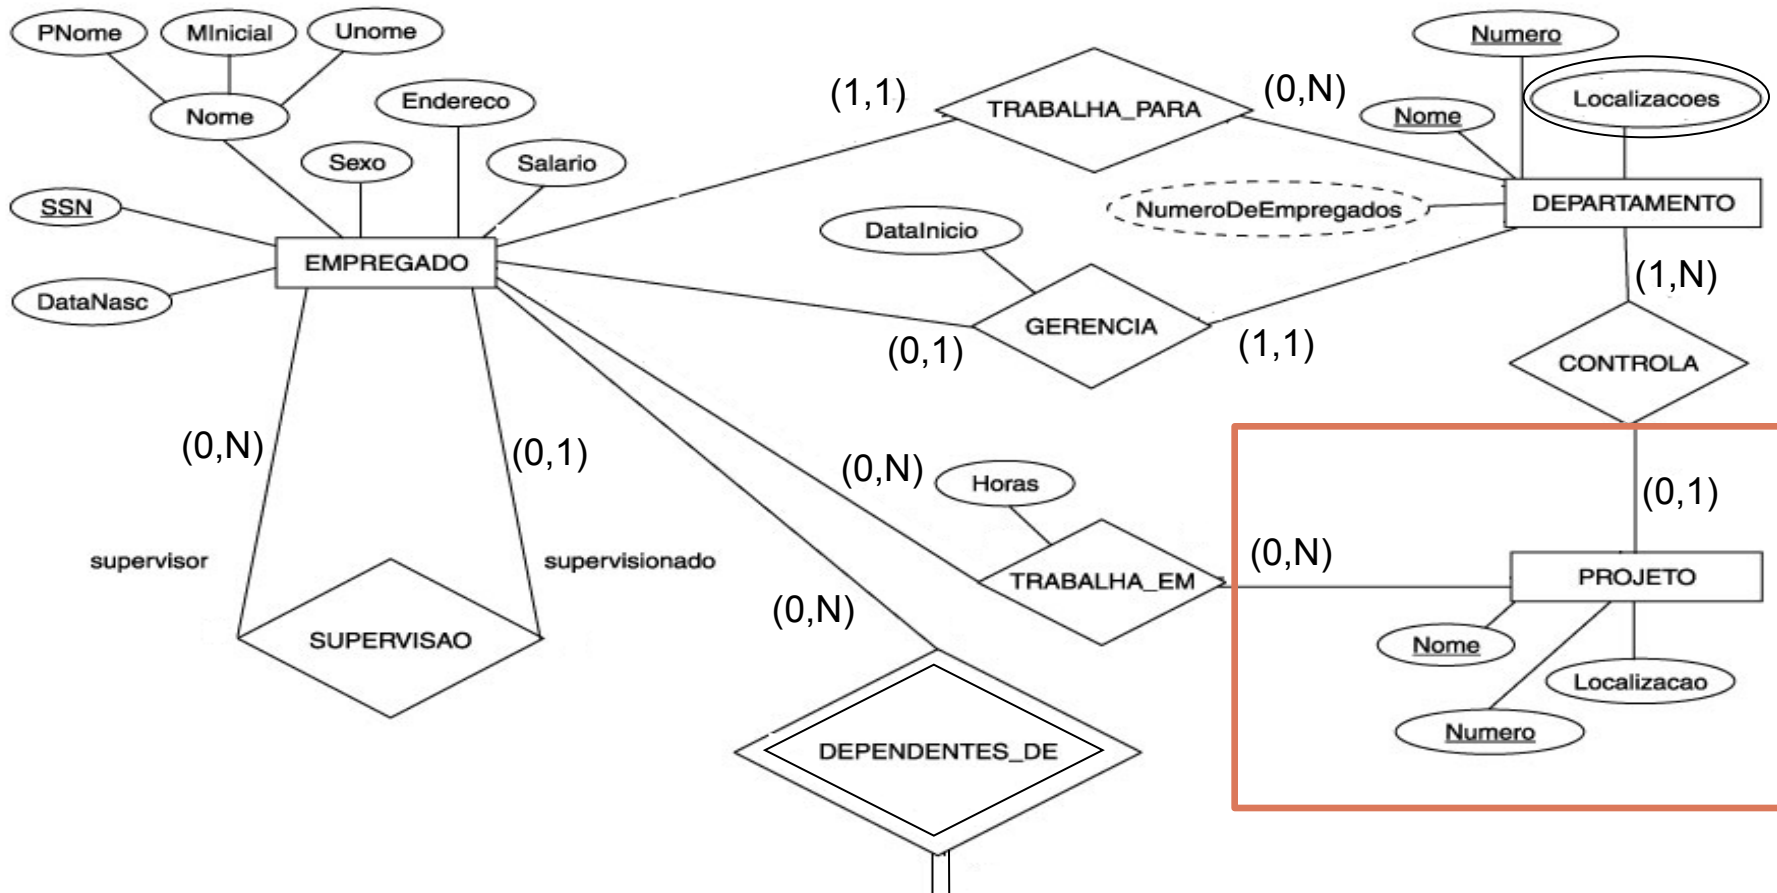 PNome
MInicial
Unome
Numero
Nome
Endereco
(1,1)
TRABALHA_PARA
(0,N)
Localizacoes
Nome
Sexo
Salario
SSN
NumeroDeEmpregados
DEPARTAMENTO
DataInicio
EMPREGADO
DataNasc
(1,N)
GERENCIA
(0,1)
(1,1)
CONTROLA
(0,N)
(0,1)
(0,N)
Horas
(0,1)
supervisor
supervisionado
(0,N)
TRABALHA_EM
PROJETO
(0,N)
SUPERVISAO
Nome
Localizacao
Numero
DEPENDENTES_DE